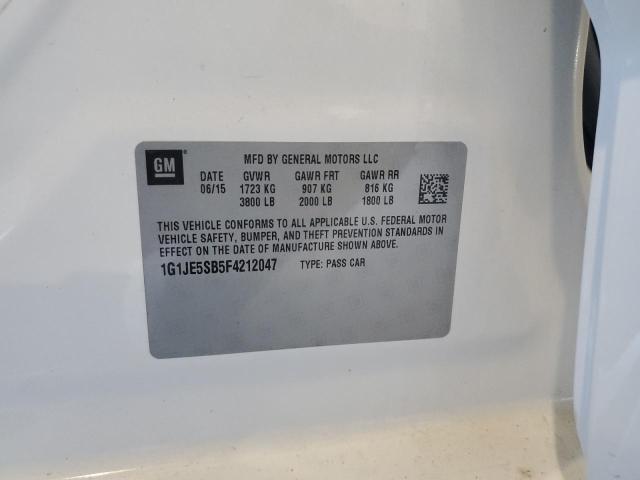 GM
MFD BY GENERAL MOTORS LLC
DATE GVWR GAWR FRT GAWR RR
06/15 1723 KG 907 KG 816 KG
3800 LB 2000 LB 1800 LB
THIS VEHICLE CONFORMS TO ALL APPLICABLE U.S. FEDERAL MOTOR
VEHICLE SAFETY, BUMPER, AND THEFT PREVENTION STANDARDS IN
EFFECT ON THE DATE OF MANUFACTURE SHOWN ABOVE.
1G1JE5SB5F4212047 TYPE: PASS CAR